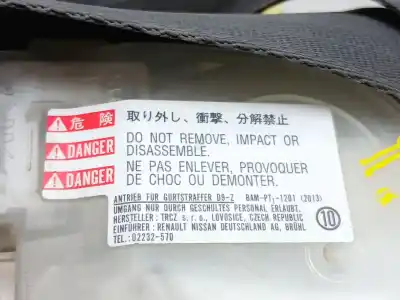 危険 取り外し、衝撃、分解禁止
DANGER DO NOT REMOVE, IMPACT OR
DISASSEMBLE.
DANGER NE PAS ENLEVER, PROVOQUER
DE CHOC OU DEMONTER.
ANTRIEB FÜR GURTSTRAFFER D9-Z BAM-PT1-1201 (2013)
UMGANG NUR DURCH GESCHULTES PERSONAL ERLAUBT.
HERSTELLER: TRCZ s.r.o., LOVOSICE, CZECH REPUBLIC
EINFÜHRER: RENAULT NISSAN DEUTSCHLAND AG, BRÜHL
TEL.:02232-570
10